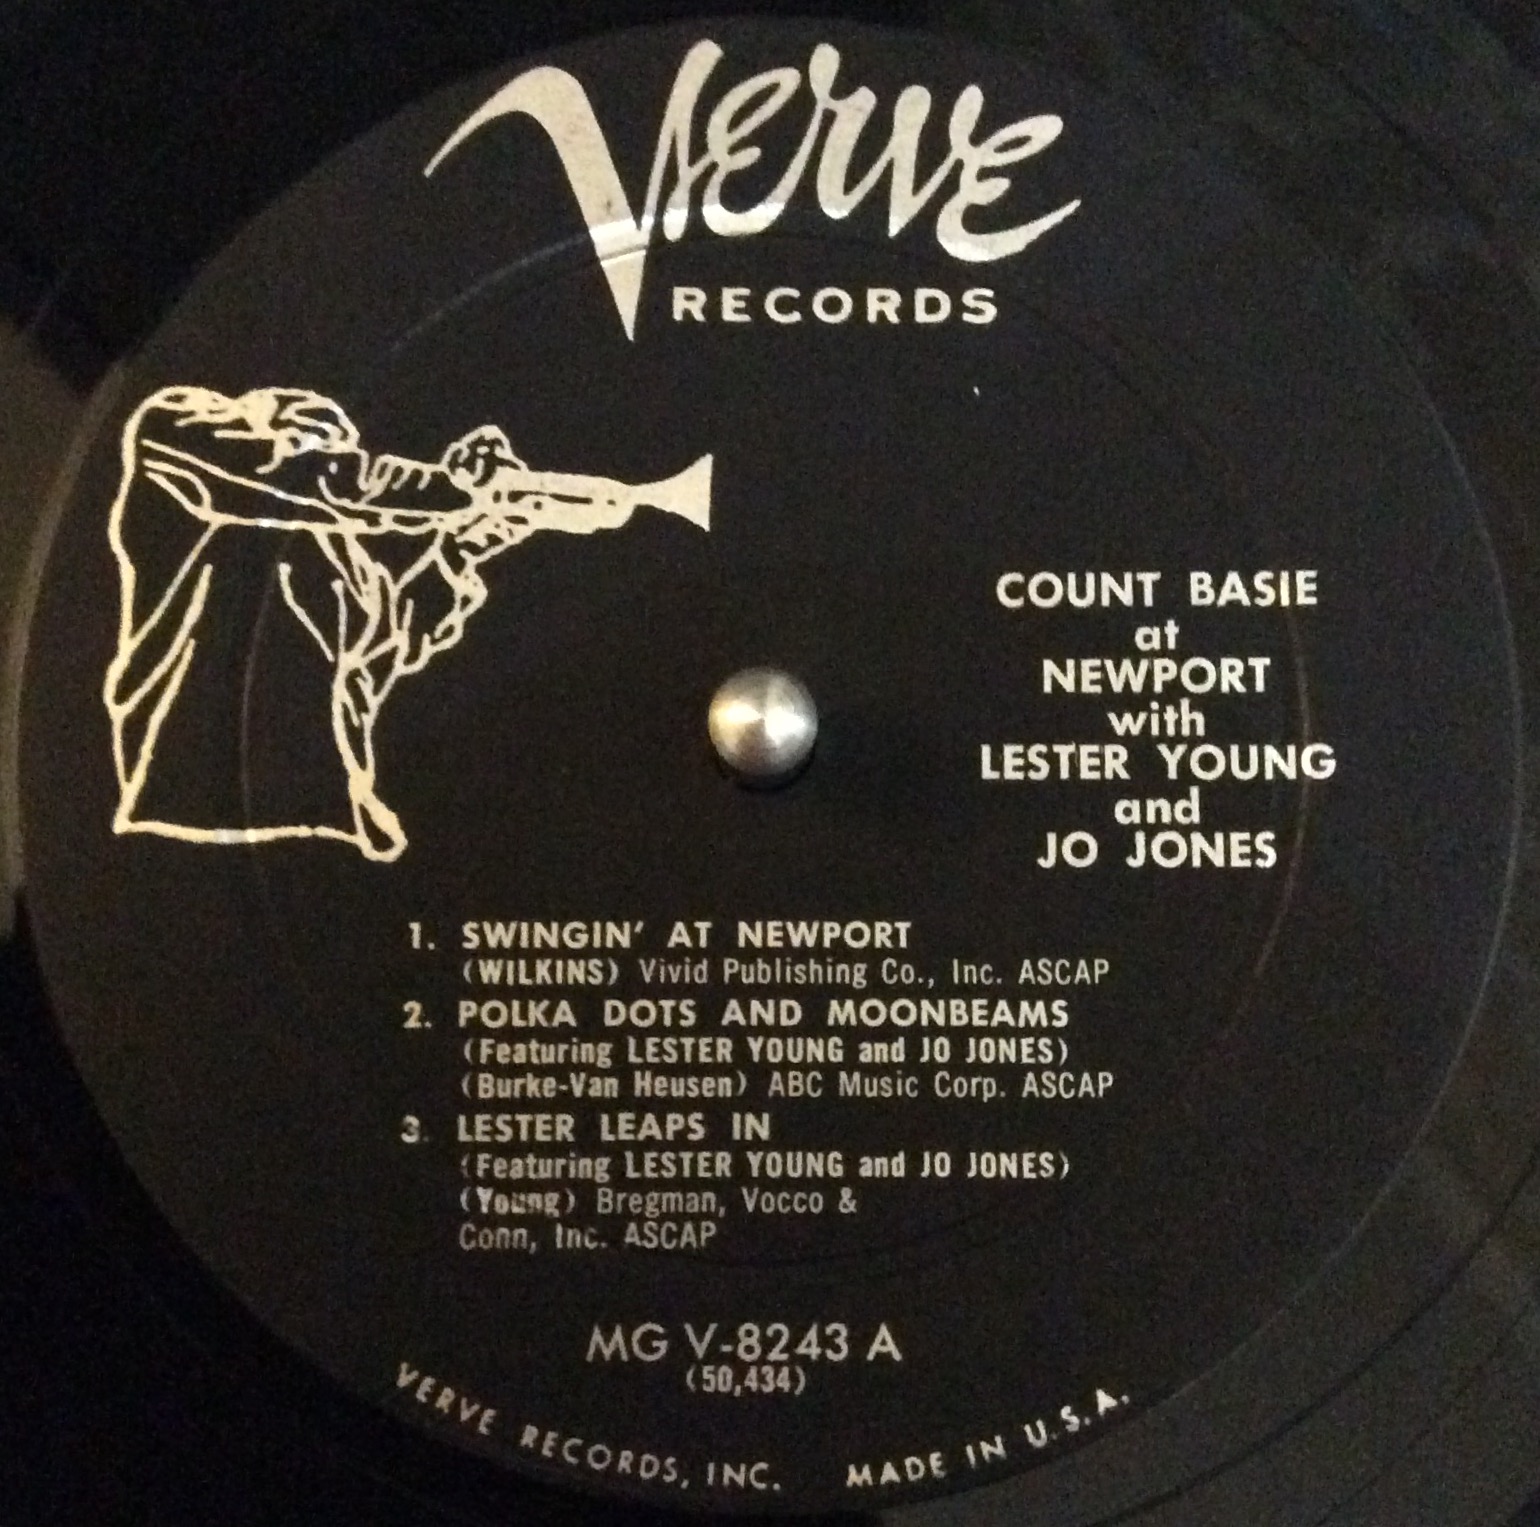 Verve
RECORDS
COUNT BASIE
at
NEWPORT
with
LESTER YOUNG
and
JO JONES
1. SWINGIN' AT NEWPORT
(WILKINS) Vivid Publishing Co., Inc. ASCAP
2. POLKA DOTS AND MOONBEAMS
(Featuring LESTER YOUNG and JO JONES)
(Burke-Van Heusen) ABC Music Corp. ASCAP
3. LESTER LEAPS IN
(Featuring LESTER YOUNG and JO JONES)
(Young) Bregman, Vocco &
Conn, Inc. ASCAP
MG V-8243 A
(50,434)
VERVE RECORDS, INC. MADE IN U.S.A.